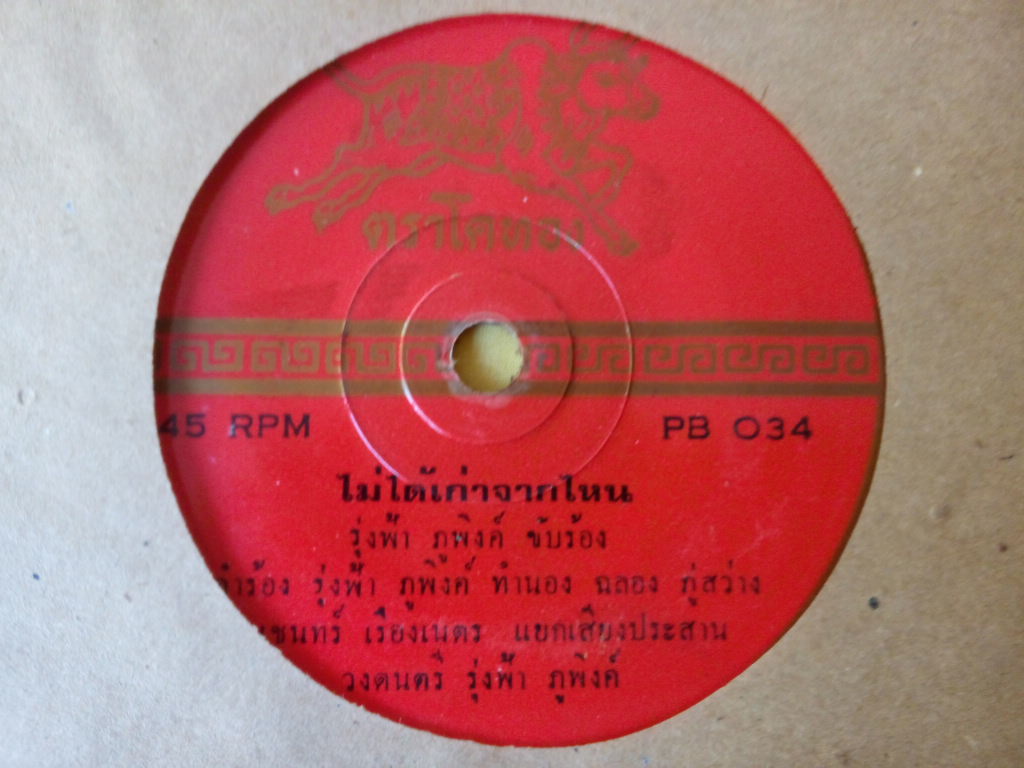 ตราโคทอง
45 RPM PB 034
ไม่ได้เก่าจากไหน
รุ่งฟ้า ภูพิงค์ ขับร้อง
คำร้อง รุ่งฟ้า ภูพิงค์ ทำนอง ฉลอง ภู่สว่าง
เรืองเนตร แยกเสียงประสาน
วงดนตรี รุ่งฟ้า ภูพิงค์